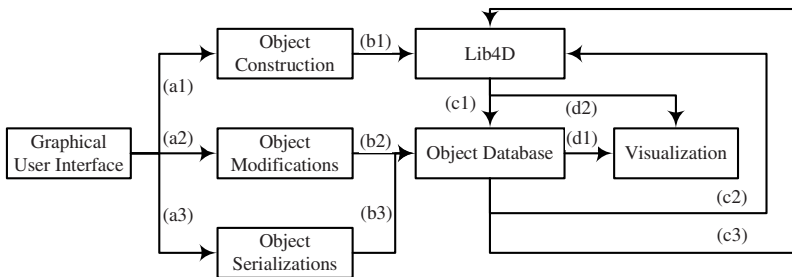 Object
Construction
(b1)
Lib4D
(a1)
(c1)
(d2)
Graphical
User Interface
(a2)
Object
Modifications
(b2)
Object Database
(d1)
Visualization
(a3)
(b3)
(c2)
Object
Serializations
(c3)